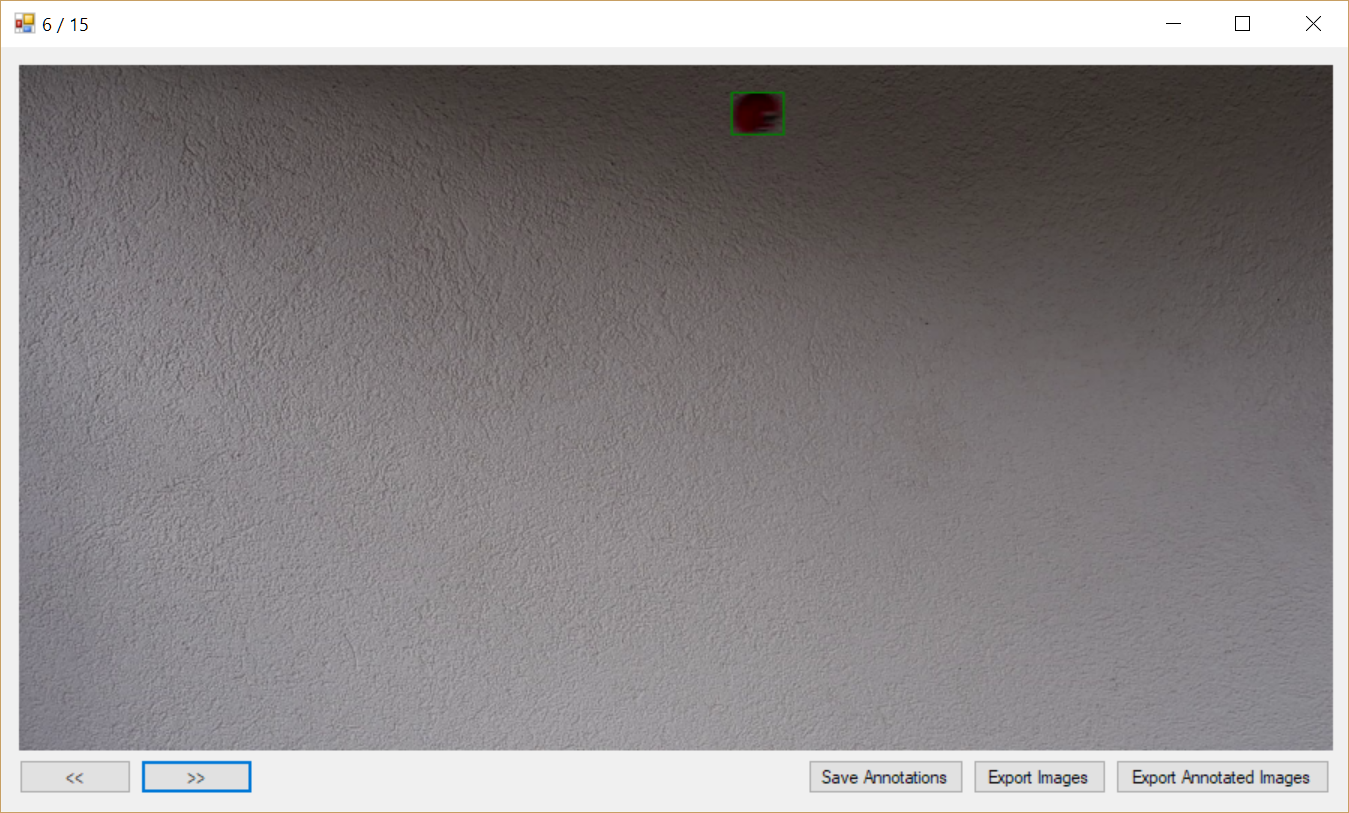 6 / 15
<<
>>
Save Annotations
Export Images
Export Annotated Images